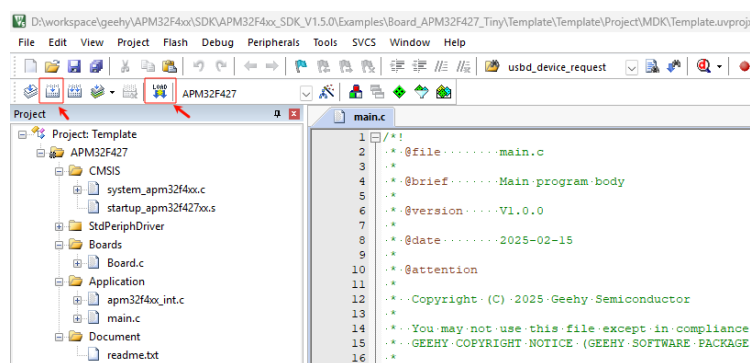 D:\workspace\geehy\APM32F4xx\SDK\APM32F4xx_SDK_V1.5.0\Examples\Board_APM32F427_Tiny\Template\Template\Project\MDK\Template.uvproj
File Edit View Project Flash Debug Peripherals Tools SVCS Window Help
usbd_device_request
LOAD APM32F427
Project main.c
Project: Template
APM32F427
CMSIS
system_apm32f4xx.c
startup_apm32f427xx.s
StdPeriphDriver
Boards
Board.c
Application
apm32f4xx_int.c
main.c
Document
readme.txt
1 /*!
2 * @file main.c
3 *
4 * @brief Main program body
5 *
6 * @version V1.0.0
7 *
8 * @date 2025-02-15
9 *
10 * @attention
11 *
12 * Copyright (C) 2025 Geehy Semiconductor
13 *
14 * You may not use this file except in compliance
15 * GEEHY COPYRIGHT NOTICE (GEEHY SOFTWARE PACKAGE
16 *